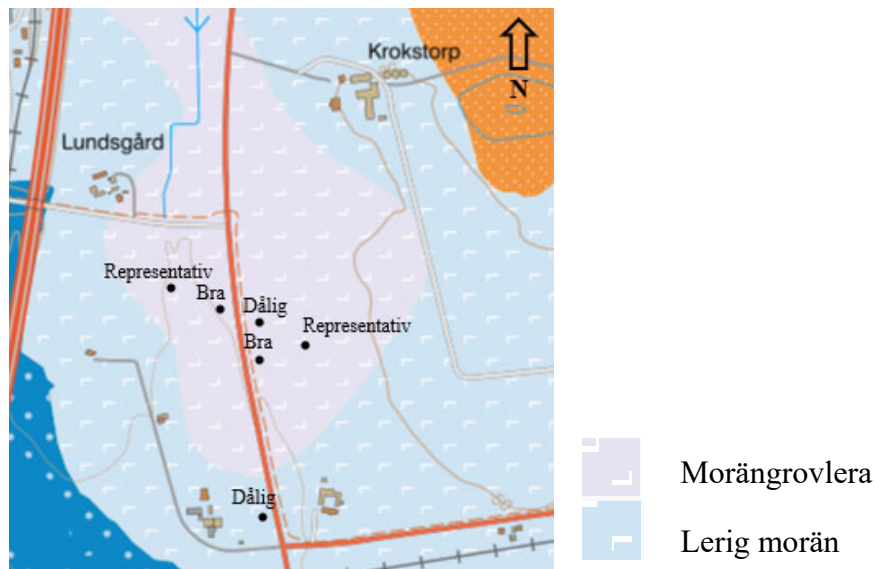 Krokstorp
N
Lundsgård
Representativ
Bra
Dålig
Representativ
Bra
Dålig
Morängrovlera
Lerig morän